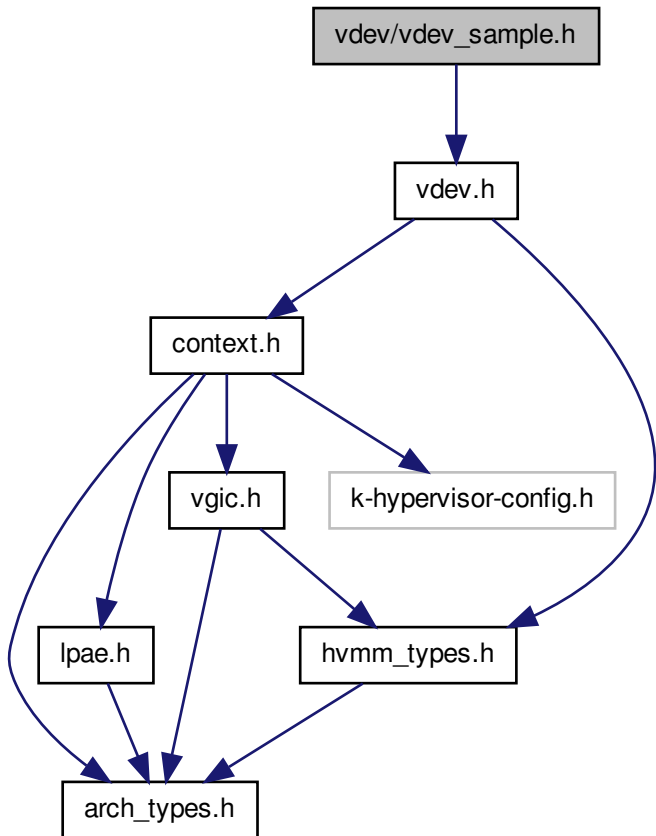 vdev/vdev_sample.h
vdev.h
context.h
vgic.h
k-hypervisor-config.h
lpae.h
hvmm_types.h
arch_types.h